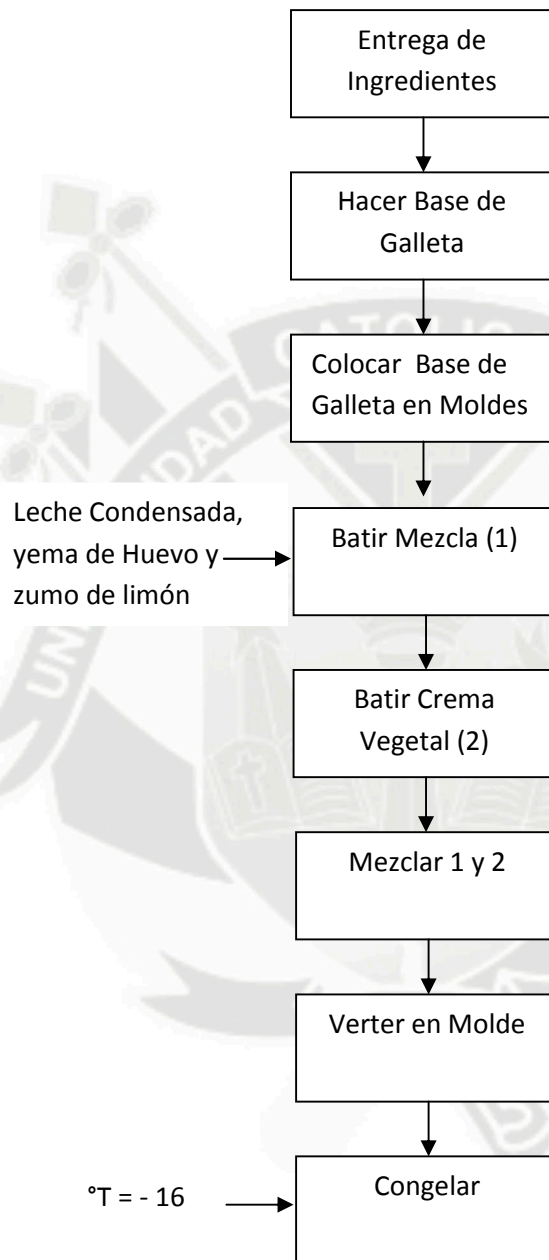 Entrega de
Ingredientes
Hacer Base de
Galleta
Colocar Base de
Galleta en Moldes
Leche Condensada,
yema de Huevo y
zumo de limón
Batir Mezcla (1)
Batir Crema
Vegetal (2)
Mezclar 1 y 2
Verter en Molde
°T = - 16
Congelar